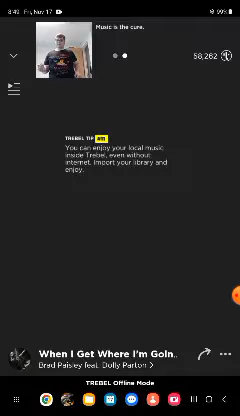 8:49 Fri, Nov 17
99%
Music is the cure.
58,262
TREBEL TIP #11
You can enjoy your local music
inside Trebel, even without
internet. Import your library and
enjoy.
When I Get Where I'm Goin..
Brad Paisley feat. Dolly Parton >
TREBEL Offline Mode